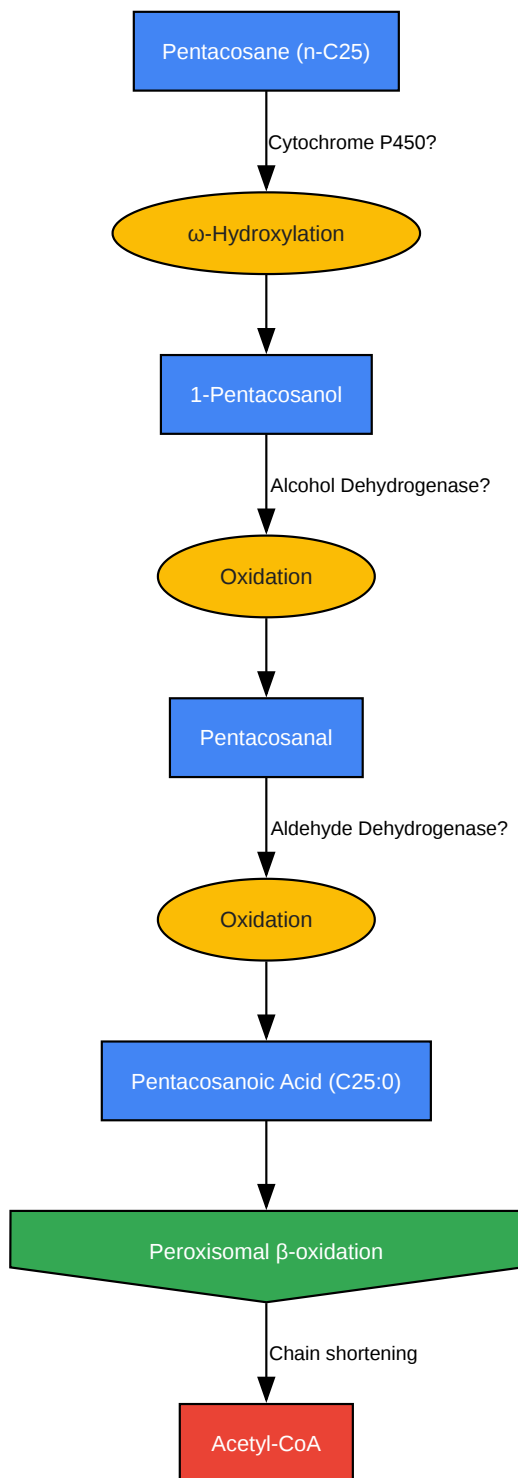 Pentacosane (n-C25)
Cytochrome P450?
ω-Hydroxylation
1-Pentacosanol
Alcohol Dehydrogenase?
Oxidation
Pentacosanal
Aldehyde Dehydrogenase?
Oxidation
Pentacosanoic Acid (C25:0)
Peroxisomal β-oxidation
Chain shortening
Acetyl-CoA